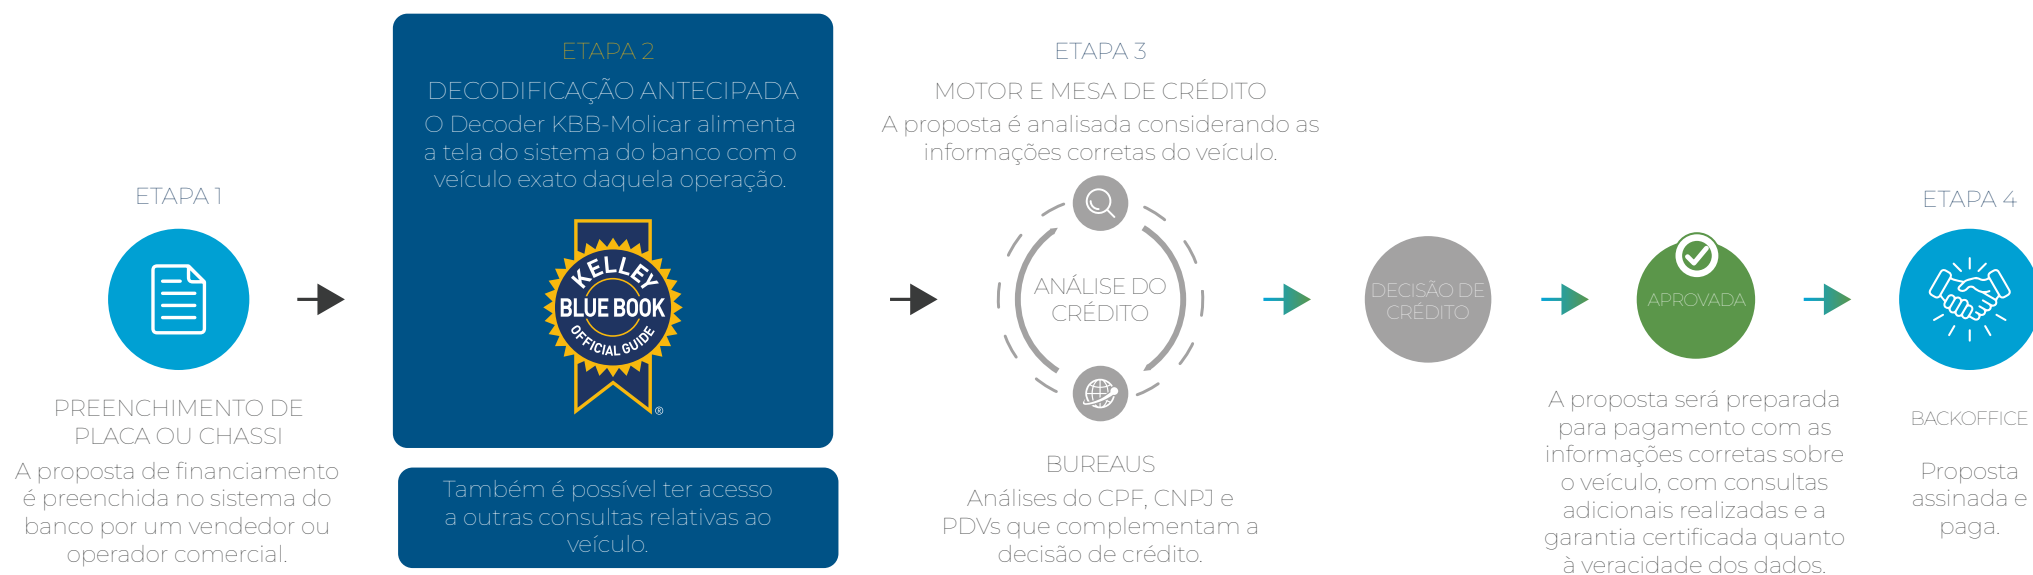 ETAPA 1
PREENCHIMENTO DE
PLACA OU CHASSI
A proposta de financiamento
é preenchida no sistema do
banco por um vendedor ou
operador comercial.
ETAPA 2
DECODIFICAÇÃO ANTECIPADA
O Decoder KBB-Molicar alimenta
a tela do sistema do banco com o
veículo exato daquela operação.
KELLEY
BLUE BOOK
OFFICIAL GUIDE
®
Também é possível ter acesso
a outras consultas relativas ao
veículo.
ETAPA 3
MOTOR E MESA DE CRÉDITO
A proposta é analisada considerando as
informações corretas do veículo.
ANÁLISE DO
CRÉDITO
BUREAUS
Análises do CPF, CNPJ e
PDVs que complementam a
decisão de crédito.
DECISÃO DE
CRÉDITO
APROVADA
A proposta será preparada
para pagamento com as
informações corretas sobre
o veículo, com consultas
adicionais realizadas e a
garantia certificada quanto
à veracidade dos dados.
ETAPA 4
BACKOFFICE
Proposta
assinada e
paga.